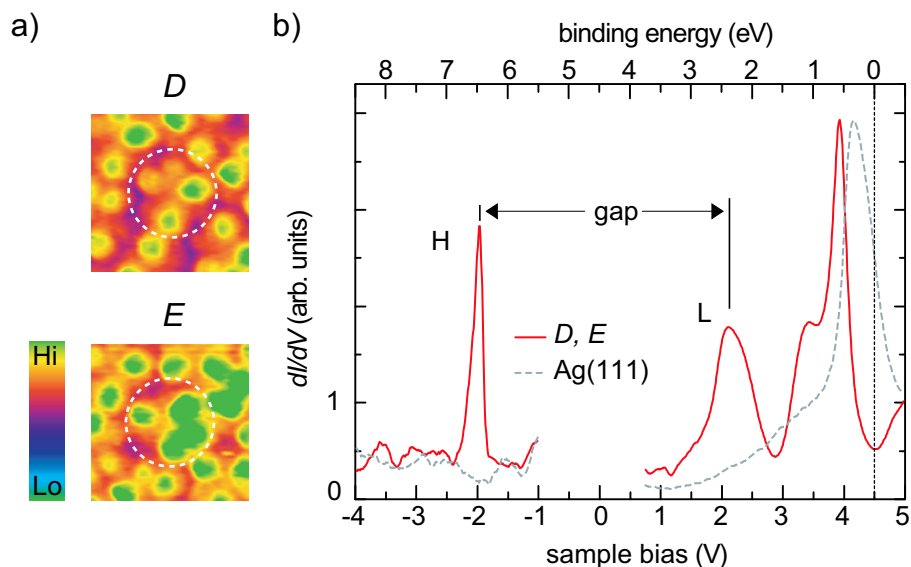 a)
D
E
Hi
Lo
b)
binding energy (eV)
8 7 6 5 4 3 2 1 0
gap
H
L
D, E
Ag(111)
dI/dV (arb. units)
1
0
-4 -3 -2 -1 0 1 2 3 4 5
sample bias (V)